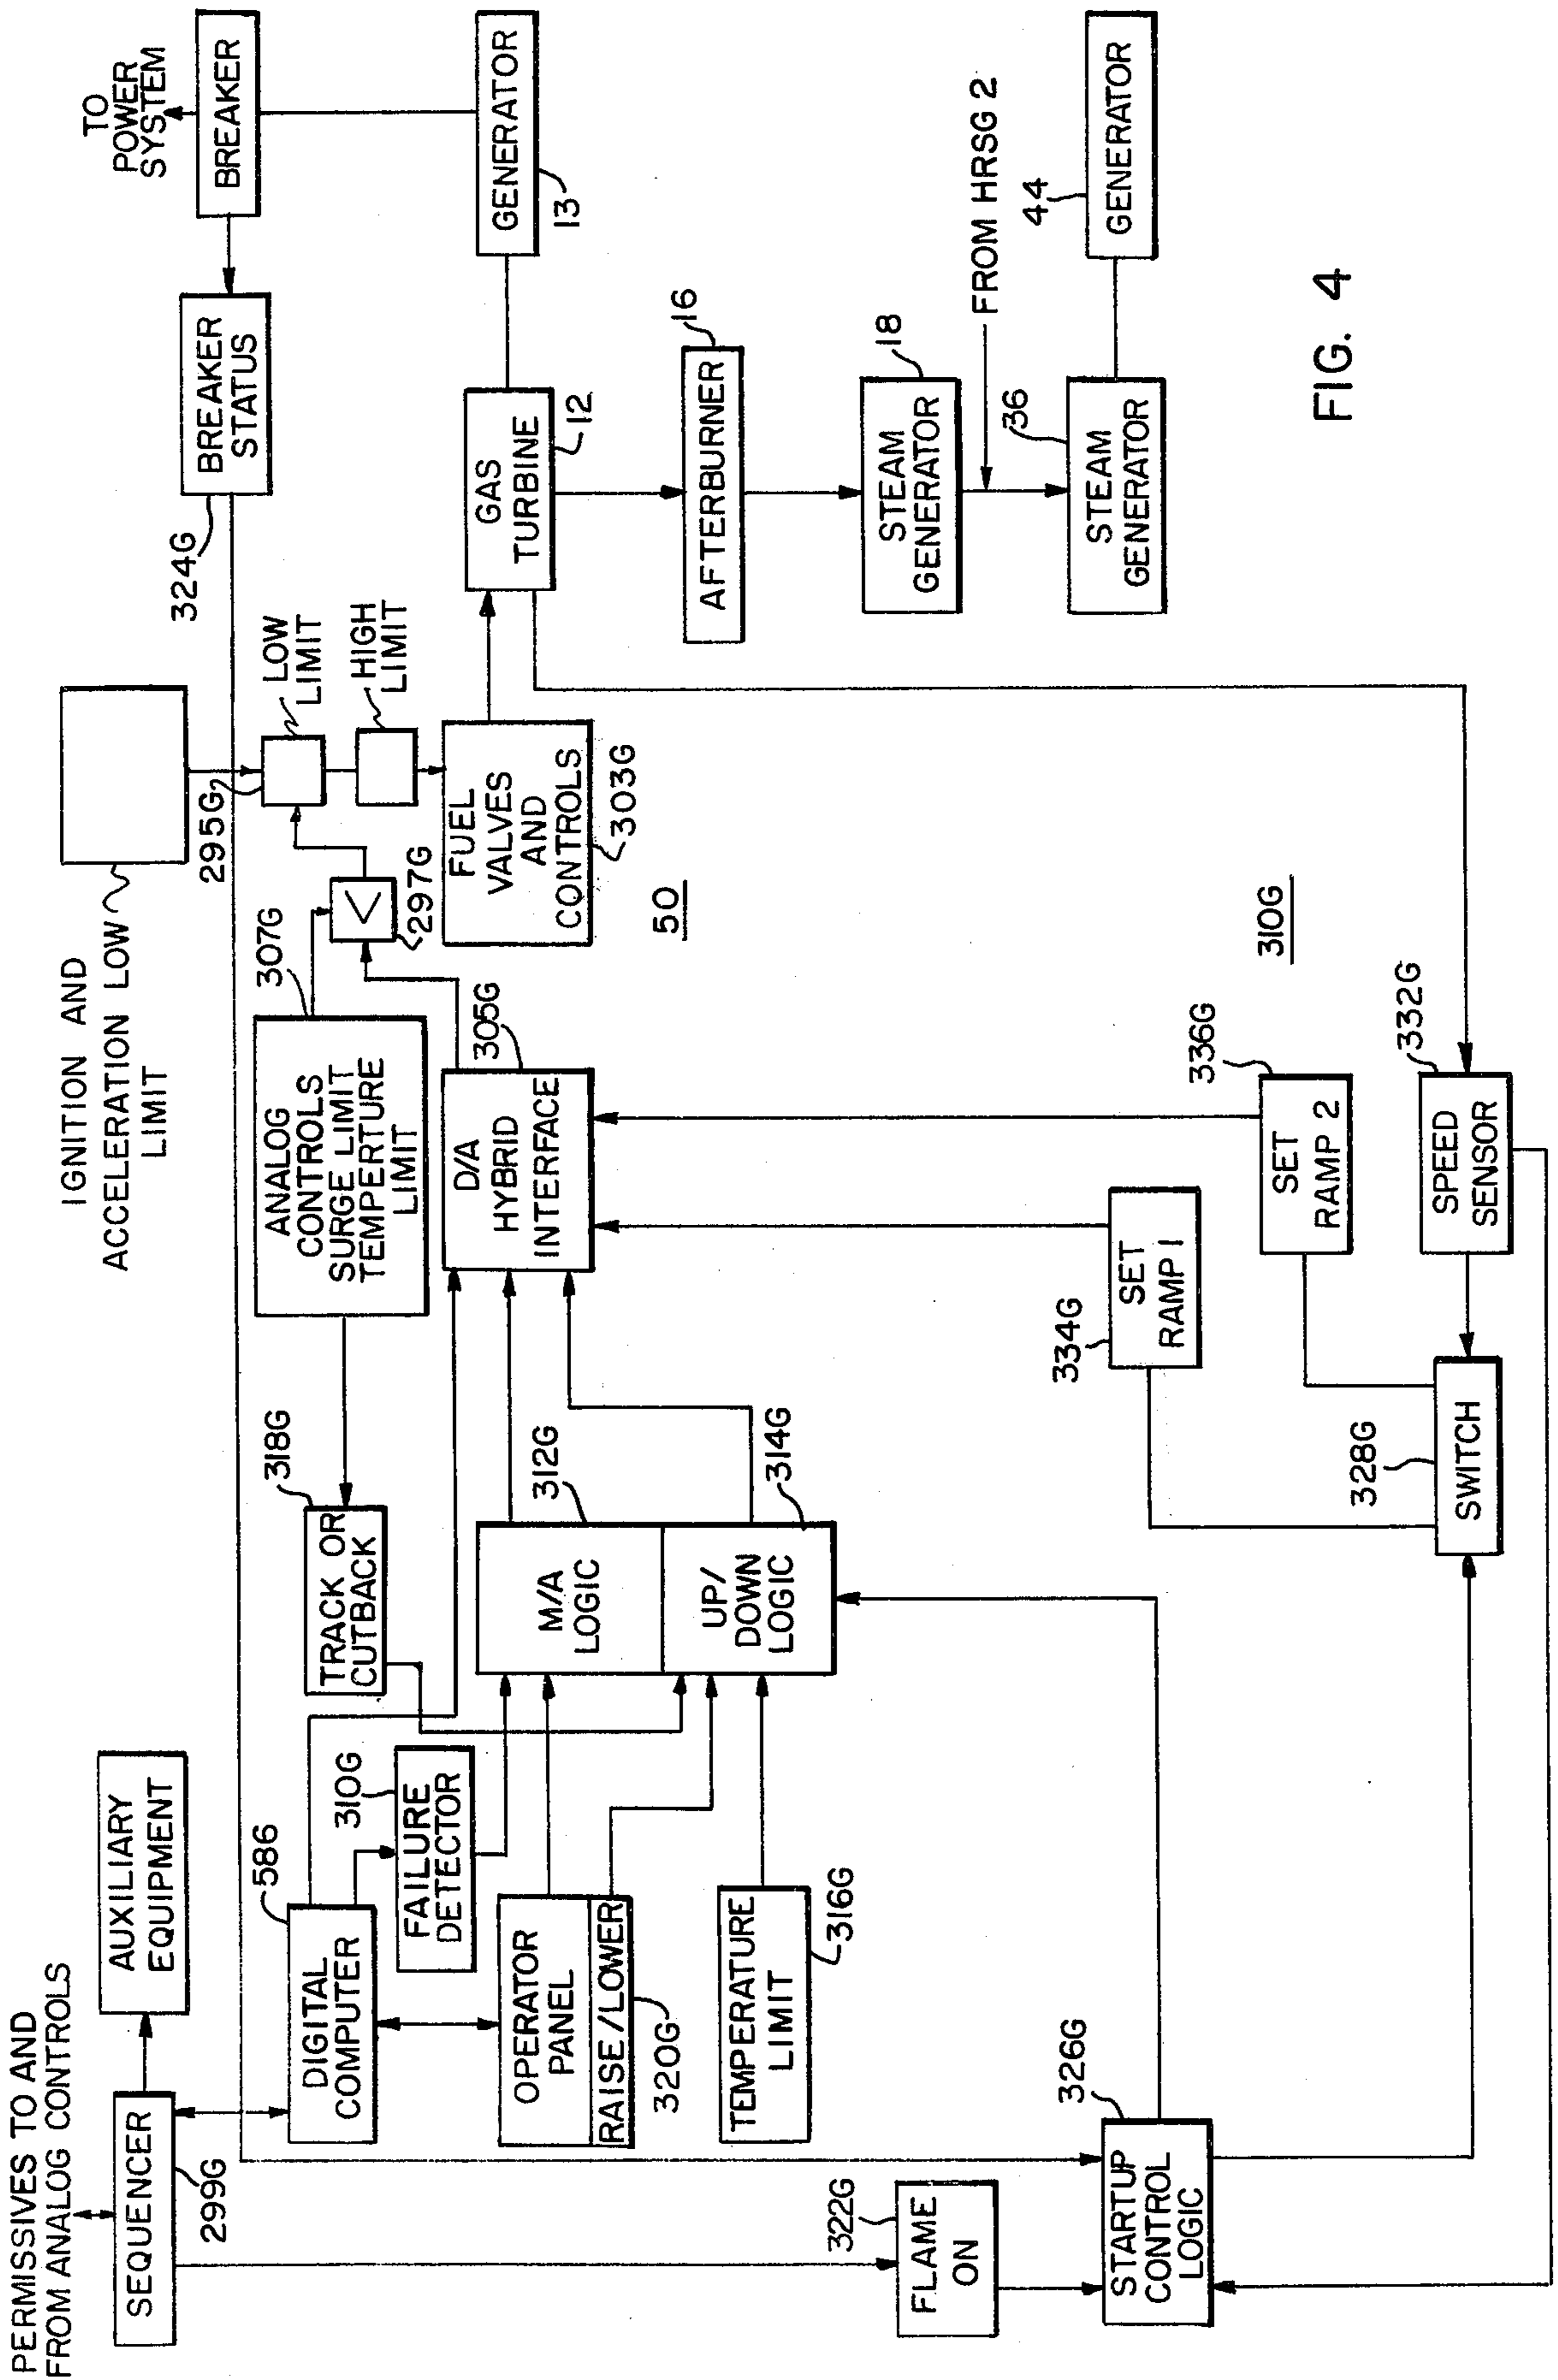 PERMISSIVES TO AND
FROM ANALOG CONTROLS
SEQUENCER
299G
AUXILIARY
EQUIPMENT
IGNITION AND
ACCELERATION LOW
LIMIT
TO
POWER
SYSTEM
BREAKER
BREAKER
STATUS
324G
DIGITAL
COMPUTER
586
FAILURE
DETECTOR
310G
TRACK OR
CUTBACK
318G
ANALOG
CONTROLS
SURGE LIMIT
TEMPERTURE
LIMIT
307G
<
297G
295G
LOW
LIMIT
HIGH
LIMIT
OPERATOR
PANEL
RAISE/LOWER
320G
M/A
LOGIC
312G
UP/
DOWN
LOGIC
314G
D/A
HYBRID
INTERFACE
305G
FUEL
VALVES
AND
CONTROLS
303G
GAS
TURBINE
12
GENERATOR
13
TEMPERATURE
LIMIT
316G
50
AFTERBURNER
16
STEAM
GENERATOR
18
FROM HRSG 2
STEAM
GENERATOR
36
GENERATOR
44
FLAME
ON
322G
STARTUP
CONTROL
LOGIC
326G
SET
RAMP 1
334G
SET
RAMP 2
336G
310G
SWITCH
328G
SPEED
SENSOR
332G
FIG. 4